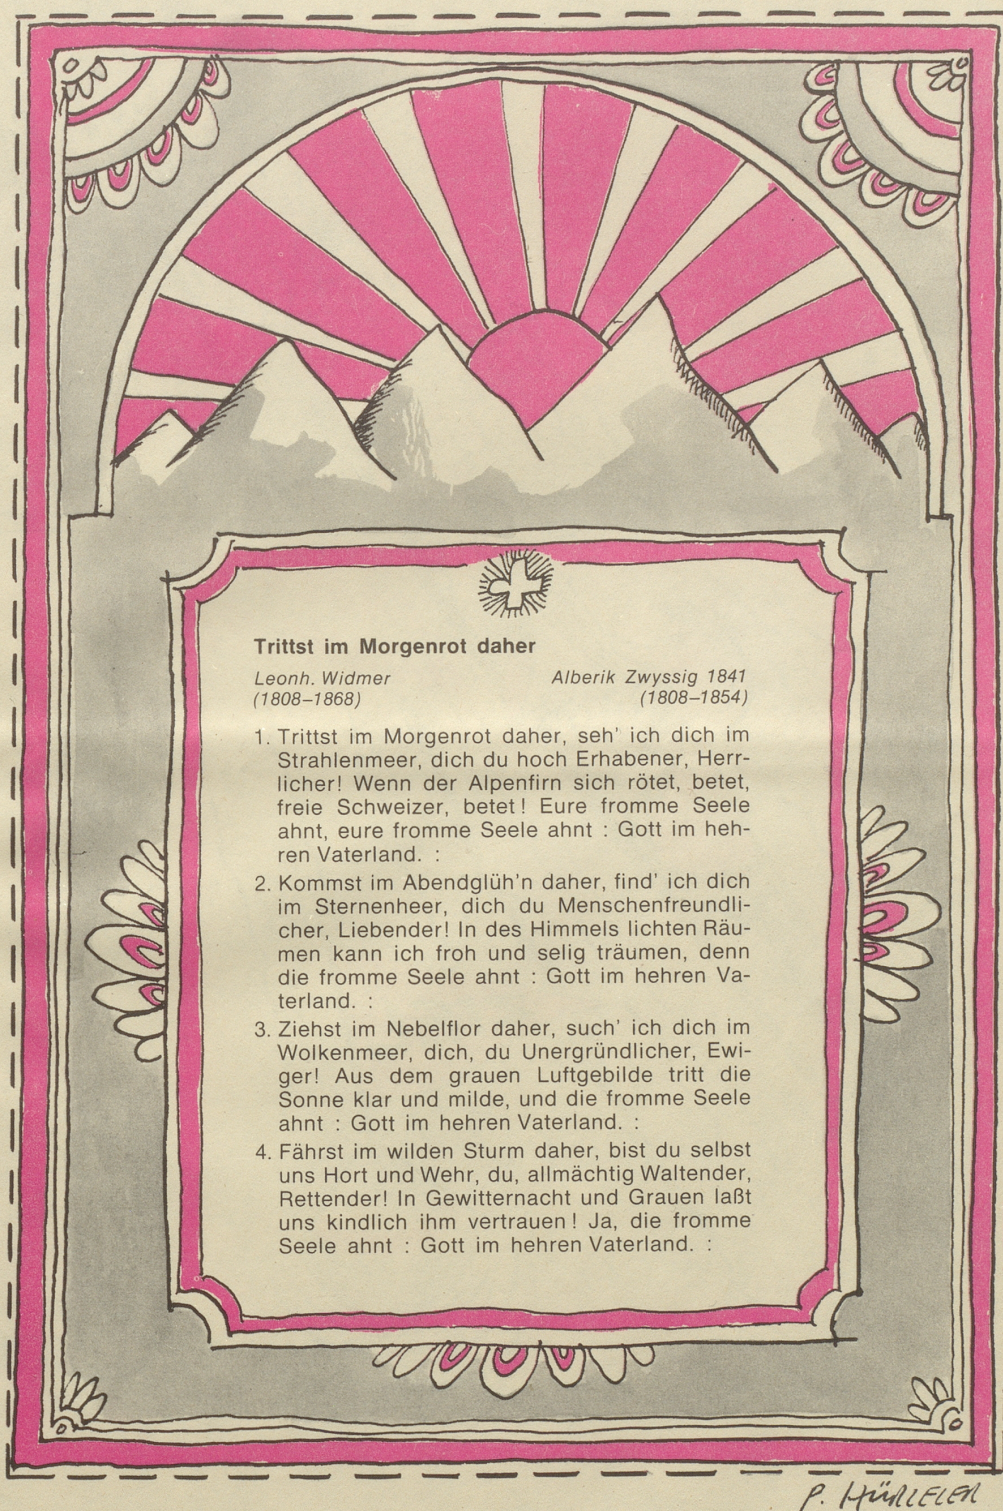 Trittst im Morgenrot daher
Leonh. Widmer Alberik Zwyssig 1841
(1808–1868) (1808–1854)
1. Trittst im Morgenrot daher, seh' ich dich im
Strahlenmeer, dich du hoch Erhabener, Herr-
licher! Wenn der Alpenfirn sich rötet, betet,
freie Schweizer, betet! Eure fromme Seele
ahnt, eure fromme Seele ahnt : Gott im heh-
ren Vaterland. :
2. Kommst im Abendglüh'n daher, find' ich dich
im Sternenheer, dich du Menschenfreundli-
cher, Liebender! In des Himmels lichten Räu-
men kann ich froh und selig träumen, denn
die fromme Seele ahnt : Gott im hehren Va-
terland. :
3. Ziehst im Nebelflor daher, such' ich dich im
Wolkenmeer, dich, du Unergründlicher, Ewi-
ger! Aus dem grauen Luftgebilde tritt die
Sonne klar und milde, und die fromme Seele
ahnt : Gott im hehren Vaterland. :
4. Fährst im wilden Sturm daher, bist du selbst
uns Hort und Wehr, du, allmächtig Waltender,
Rettender! In Gewitternacht und Grauen laßt
uns kindlich ihm vertrauen! Ja, die fromme
Seele ahnt : Gott im hehren Vaterland. :
P.